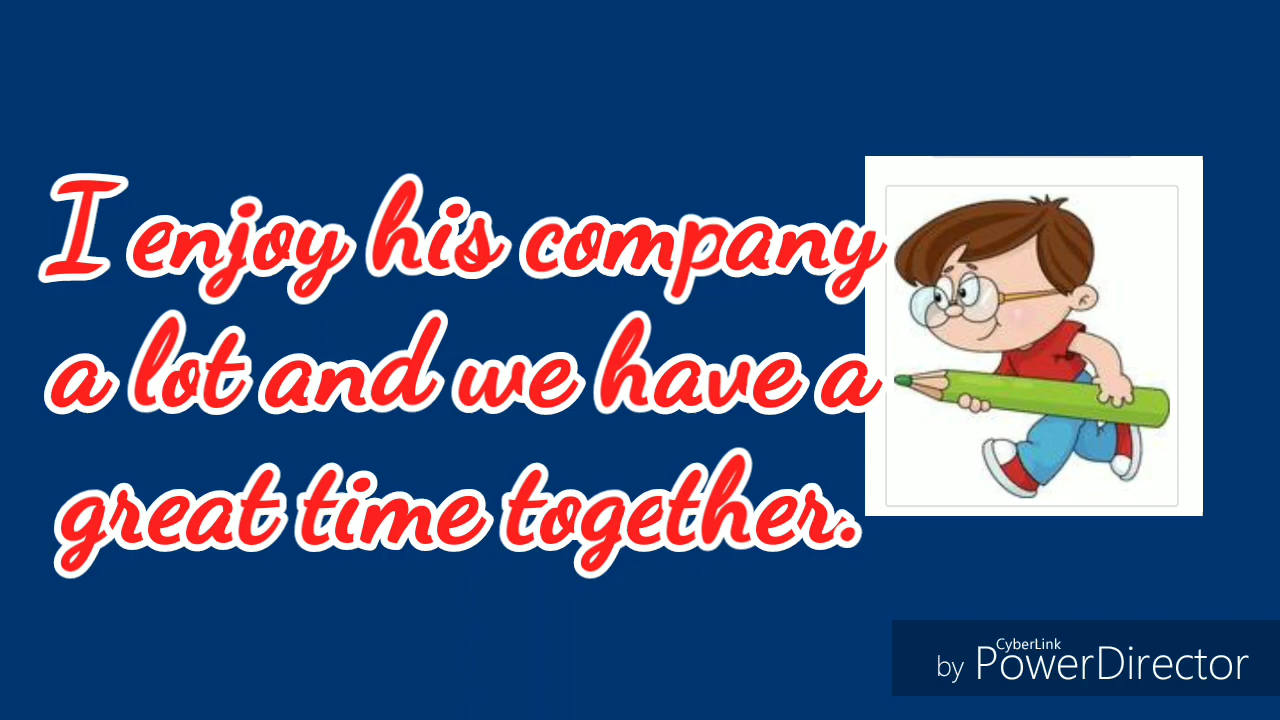 I enjoy his company
a lot and we have a
great time together.
CyberLink
by PowerDirector